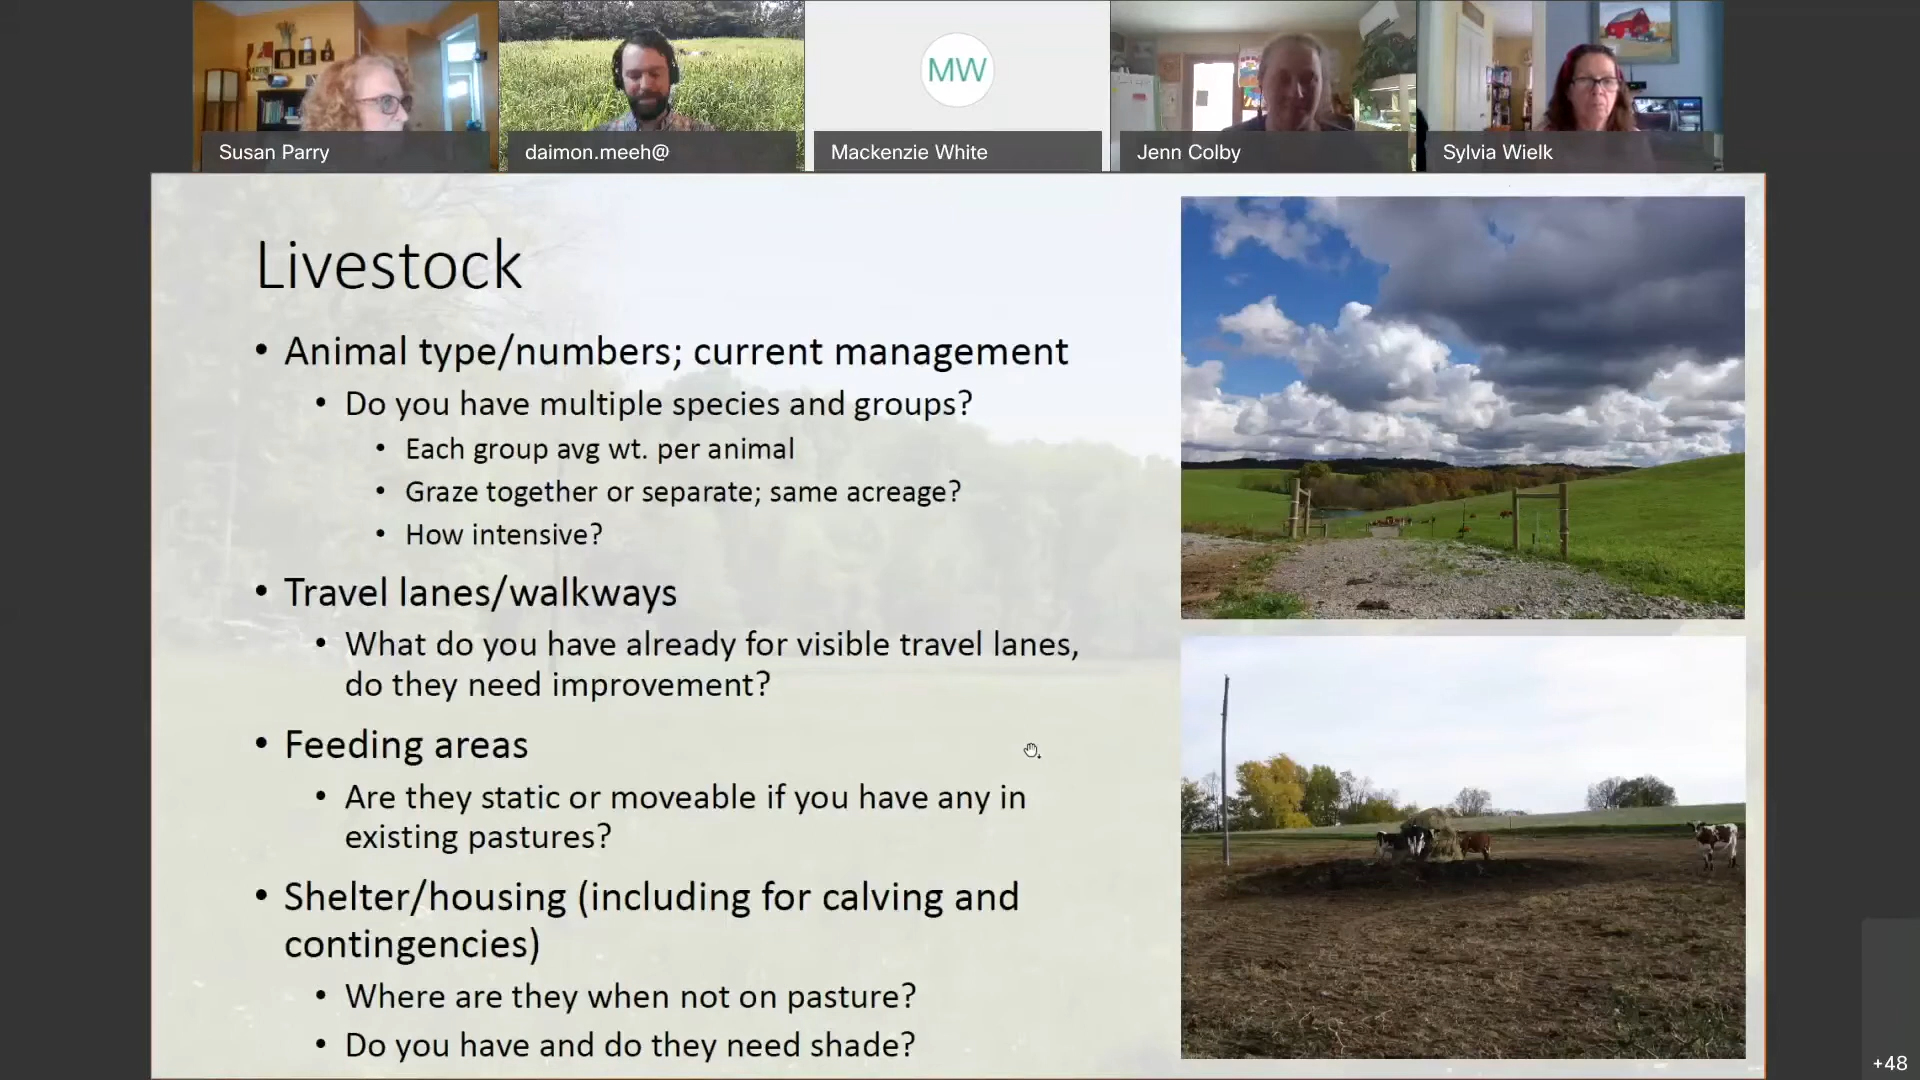 Susan Parry
daimon.meeh@
MW
Mackenzie White
Jenn Colby
Sylvia Wielk
Livestock
• Animal type/numbers; current management
• Do you have multiple species and groups?
• Each group avg wt. per animal
• Graze together or separate; same acreage?
• How intensive?
• Travel lanes/walkways
• What do you have already for visible travel lanes,
do they need improvement?
• Feeding areas
• Are they static or moveable if you have any in
existing pastures?
• Shelter/housing (including for calving and
contingencies)
• Where are they when not on pasture?
• Do you have and do they need shade?
+48